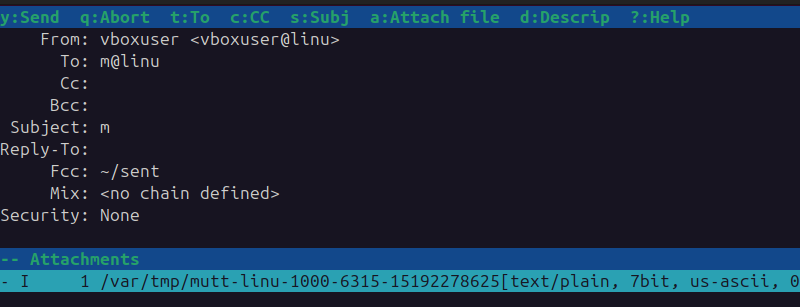 y:Send  q:Abort  t:To  c:CC  s:Subj  a:Attach file  d:Descrip  ?:Help
From: vboxuser <vboxuser@linu>
To: m@linu
Cc:
Bcc:
Subject: m
Reply-To:
Fcc: ~/sent
Mix: <no chain defined>
Security: None
-- Attachments
- I     1 /var/tmp/mutt-linu-1000-6315-15192278625[text/plain, 7bit, us-ascii, 0